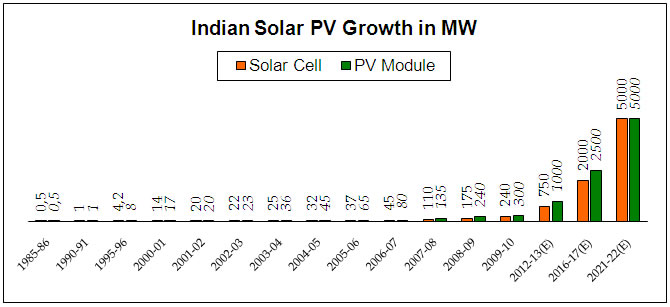 Indian Solar PV Growth in MW
Solar Cell PV Module
0,5 0,5 1 1 4,2 8 14 17 20 20 22 23 25 36 32 45 37 65 45 80 110 135 175 240 240 300 750 1000 2000 2500 5000 5000
1985-86 1990-91 1995-96 2000-01 2001-02 2002-03 2003-04 2004-05 2005-06 2006-07 2007-08 2008-09 2009-10 2012-13(E) 2016-17(E) 2021-22(E)